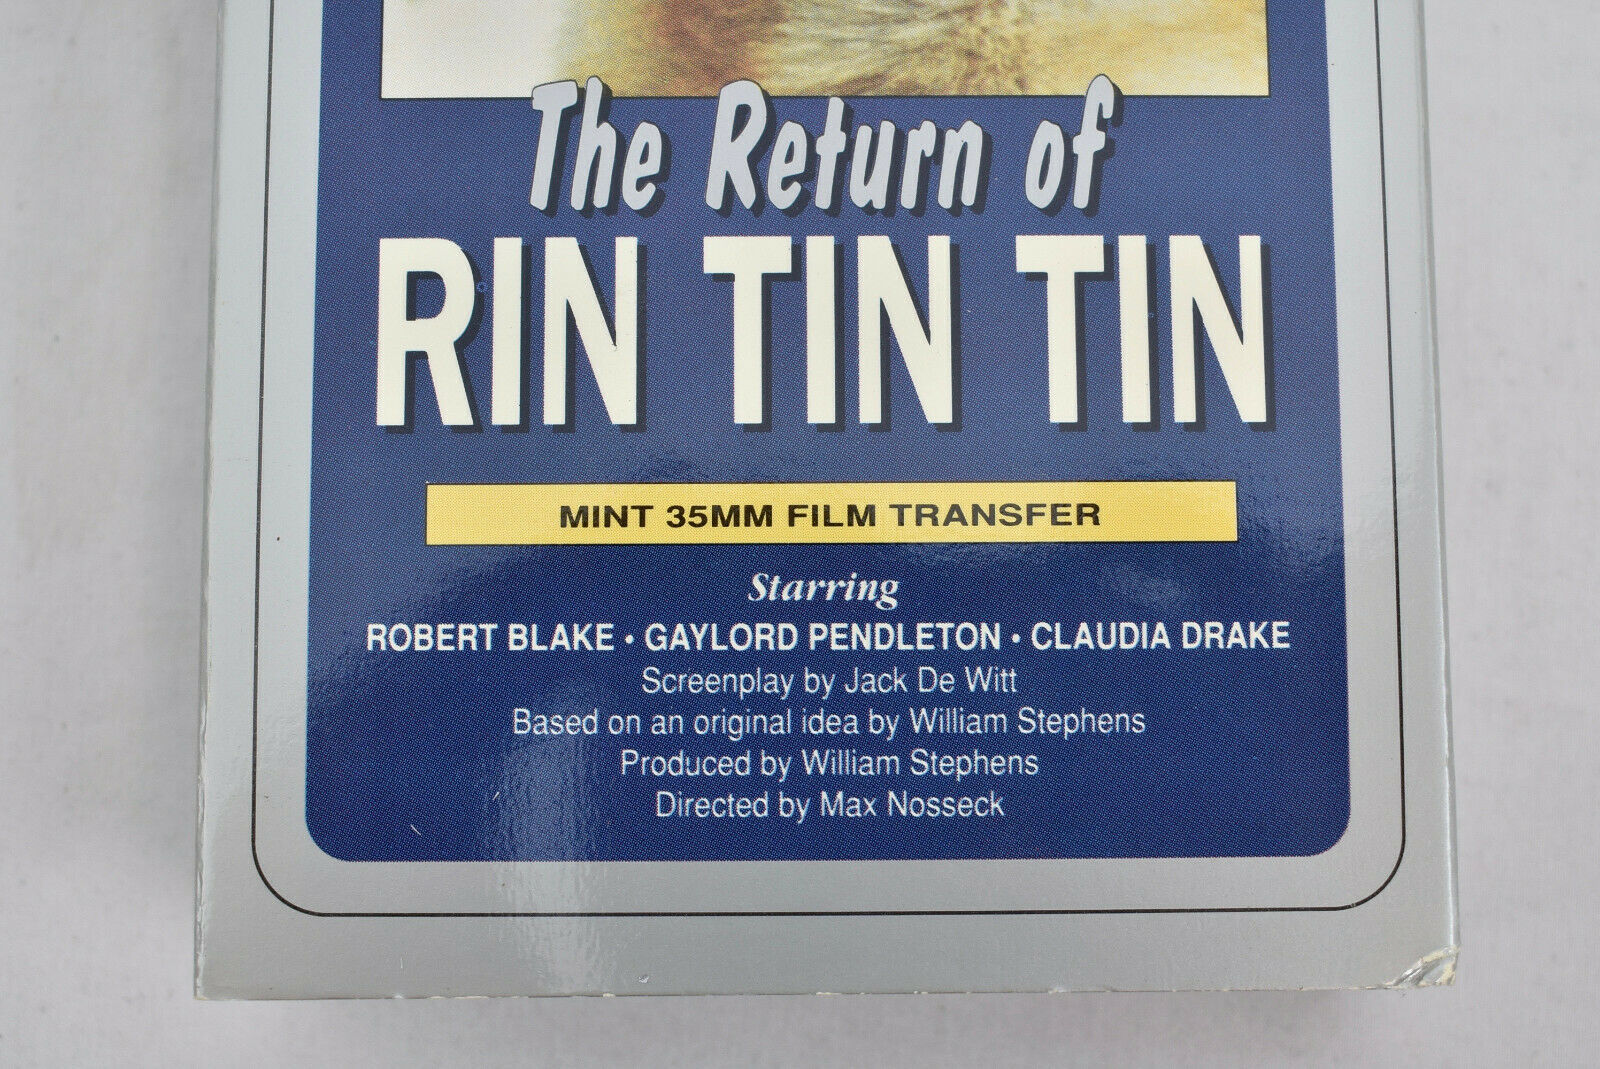 The Return of
RIN TIN TIN
MINT 35MM FILM TRANSFER
Starring
ROBERT BLAKE • GAYLORD PENDLETON • CLAUDIA DRAKE
Screenplay by Jack De Witt
Based on an original idea by William Stephens
Produced by William Stephens
Directed by Max Nosseck